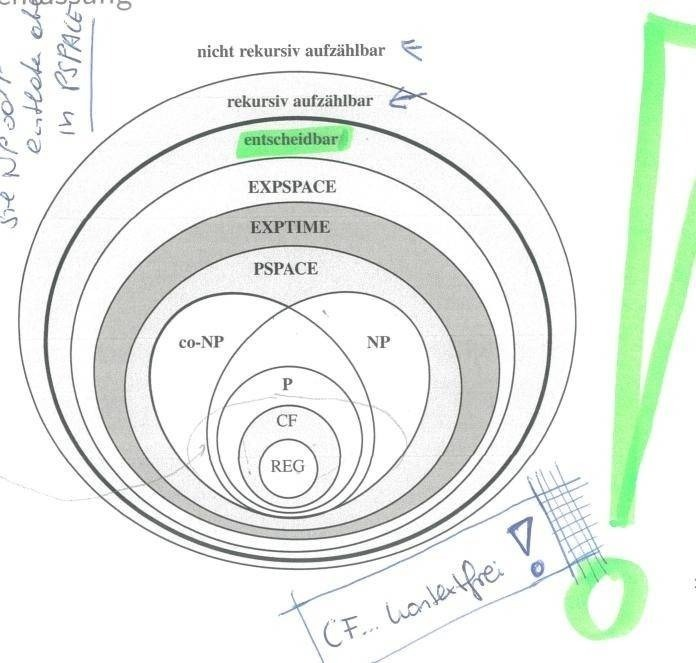 nicht rekursiv aufzählbar
rekursiv aufzählbar
entscheidbar
EXPSPACE
EXPTIME
PSPACE
co-NP
NP
P
CF
REG
in PSPACE
CF... kontextfrei !